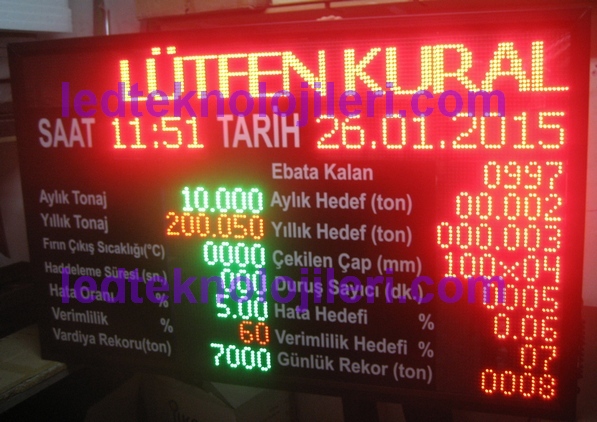 LÜTFEN KURAL
ledteknolojileri.com
SAAT 11:51 TARİH 26.01.2015
Ebata Kalan 0997
Aylık Tonaj 10.000 Aylık Hedef (ton) 00.002
Yıllık Tonaj 200.050 Yıllık Hedef (ton) 000.003
Fırın Çıkış Sıcaklığı(°C) 0000 Çekilen Çap (mm) 100x04
Haddeleme Süresi (sn.) Duruş Sayıcı (dk.)
ledteknolojileri.com
Hata Oranı % 5.00 Hata Hedefi % 0.06
Verimlilik % 60 Verimlilik Hedefi % 07
Vardiya Rekoru(ton) 7000 Günlük Rekor (ton) 0008